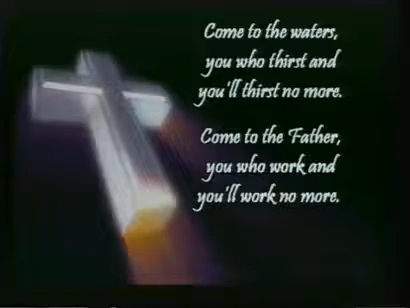 Come to the waters,
you who thirst and
you'll thirst no more.
Come to the Father,
you who work and
you'll work no more.